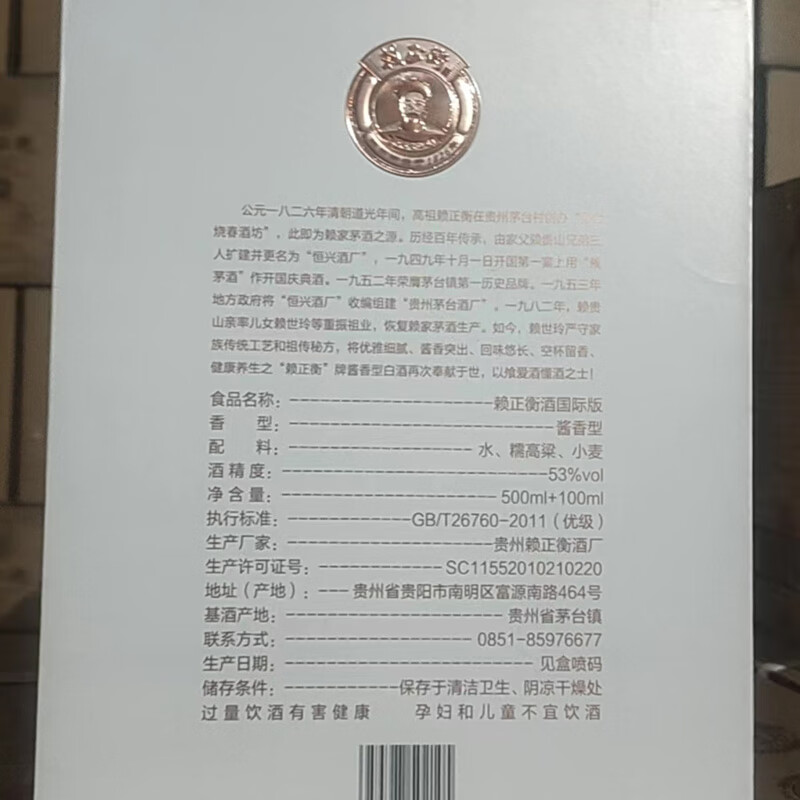 赖正衡
公元一八二六年清朝道光年间，高祖赖正衡在贵州茅台村创办“
烧春酒坊”，此即为赖家茅酒之源。历经百年传承，由家父赖贵山兄弟三
人扩建并更名为“恒兴酒厂”，一九四九年十月一日开国第一宴上用“赖
茅酒”作开国庆典酒。一九五二年荣膺茅台镇第一历史品牌。一九五三年
地方政府将“恒兴酒厂”收编组建“贵州茅台酒厂”。一九八二年，赖贵
山亲率儿女赖世玲等重振祖业，恢复赖家茅酒生产。如今，赖世玲严守家
族传统工艺和祖传秘方，将优雅细腻、酱香突出、回味悠长、空杯留香、
健康养生之“赖正衡”牌酱香型白酒再次奉献于世，以飨爱酒懂酒之士！
食品名称：--------------------赖正衡酒国际版
香 型：--------------------------酱香型
配 料：------------------水、糯高粱、小麦
酒精度：--------------------------53%vol
净含量：--------------------500ml+100ml
执行标准：------------GB/T26760-2011（优级）
生产厂家：--------------------贵州赖正衡酒厂
生产许可证号：------------SC11552010210220
地址（产地）：---贵州省贵阳市南明区富源南路464号
基酒产地：---------------------贵州省茅台镇
联系方式：------------------0851-85976677
生产日期：------------------------见盒喷码
储存条件：-----------保存于清洁卫生、阴凉干燥处
过量饮酒有害健康 孕妇和儿童不宜饮酒